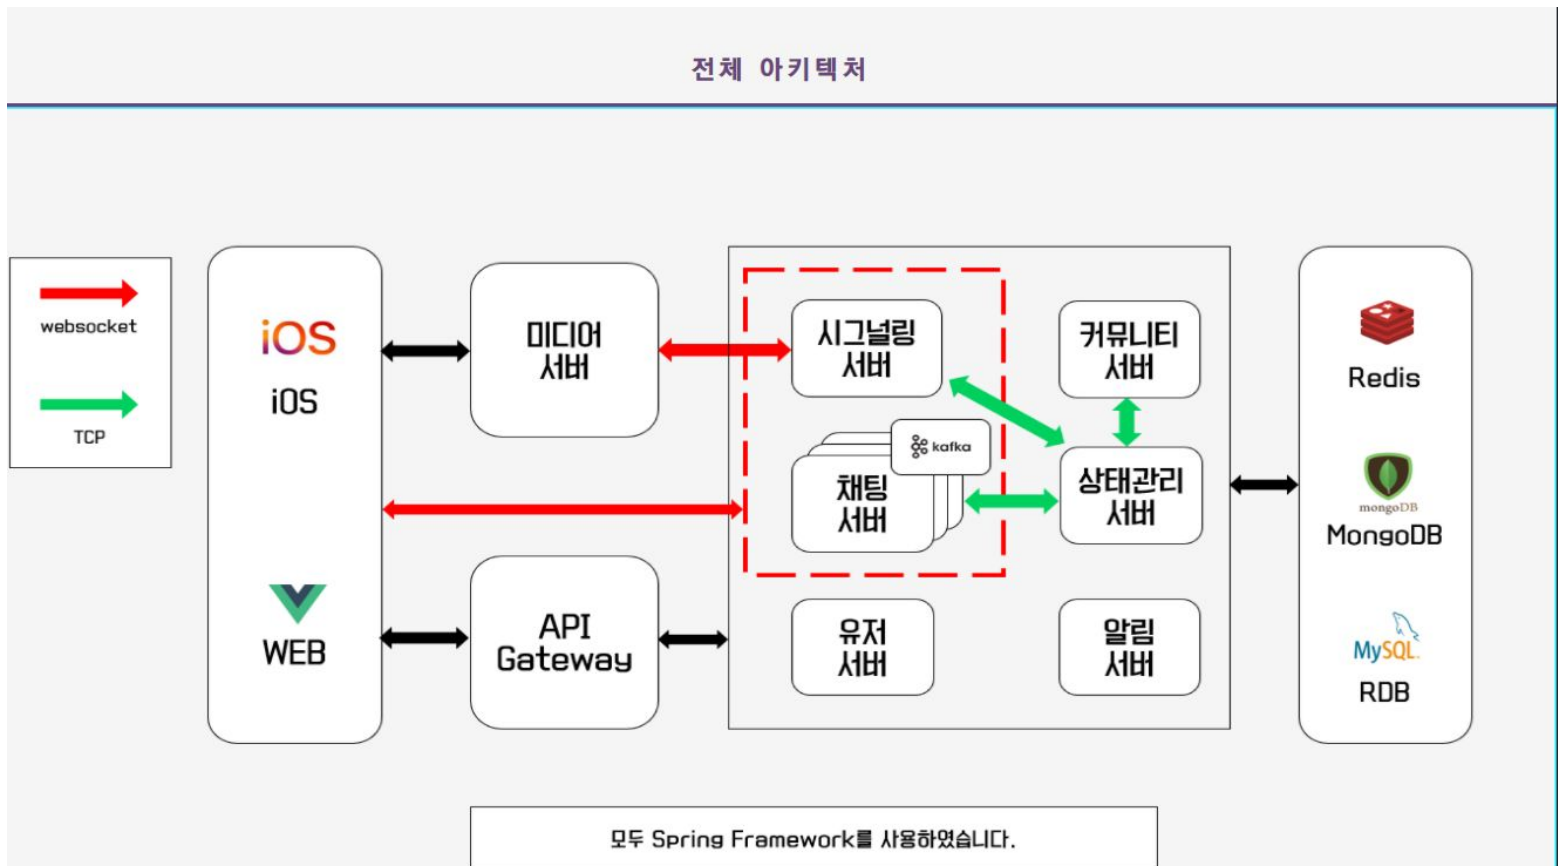 전체 아키텍처
websocket
TCP
iOS
iOS
WEB
미디어
서버
API
Gateway
시그널링
서버
kafka
채팅
서버
유저
서버
커뮤니티
서버
상태관리
서버
알림
서버
Redis
mongoDB
MongoDB
MySQL
RDB
모두 Spring Framework를 사용하였습니다.